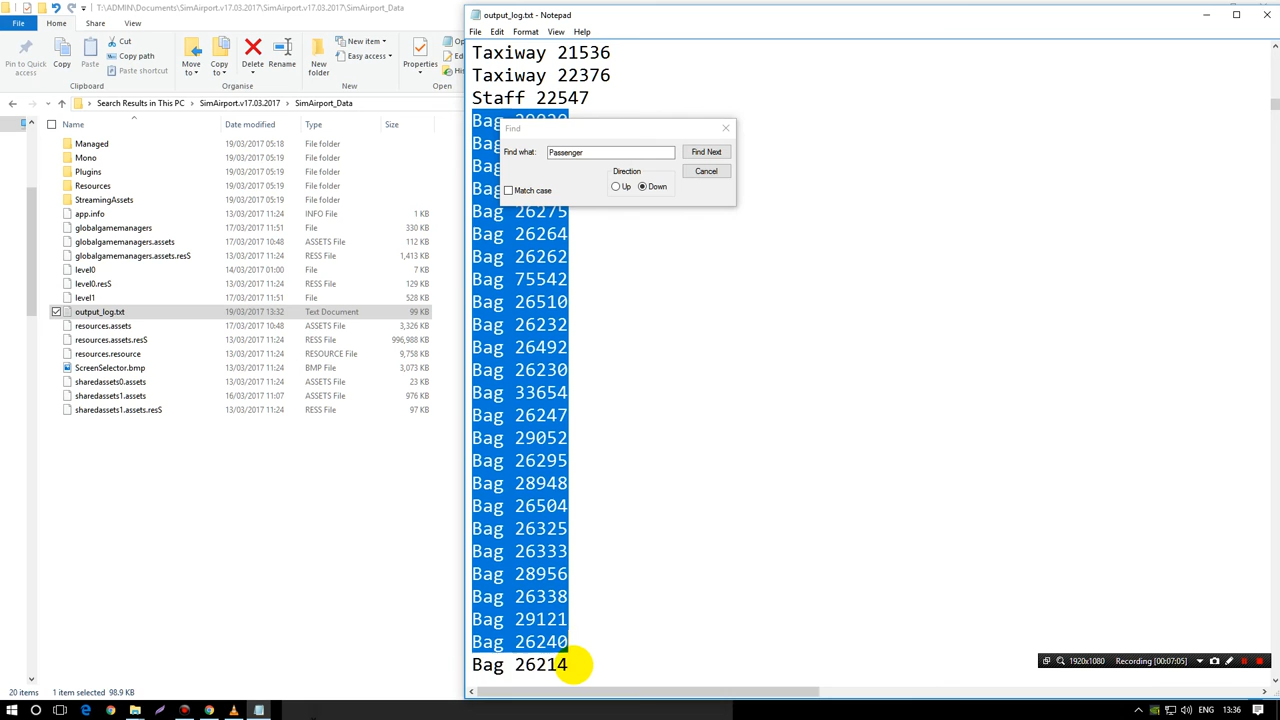 T:\ADMIN\Documents\SimAirport.v17.03.2017\SimAirport.v17.03.2017\SimAirport_Data
File
Home
Share
View
Pin to Quick access
Copy
Paste
Cut
Copy path
Paste shortcut
Clipboard
Move to
Copy to
Delete
Rename
Organise
New folder
New item
Easy access
New
Properties
Open
Search Results in This PC
SimAirport.v17.03.2017
SimAirport_Data
Name
Date modified
Type
Size
Managed 19/03/2017 05:18 File folder
Mono 19/03/2017 05:19 File folder
Plugins 19/03/2017 05:19 File folder
Resources 19/03/2017 05:19 File folder
StreamingAssets 19/03/2017 05:19 File folder
app.info 13/03/2017 11:24 INFO File 1 KB
globalgamemanagers 17/03/2017 11:51 File 330 KB
globalgamemanagers.assets 17/03/2017 10:48 ASSETS File 112 KB
globalgamemanagers.assets.resS 13/03/2017 11:24 RESS File 1,413 KB
level0 14/03/2017 01:00 File 7 KB
level0.resS 13/03/2017 11:24 RESS File 129 KB
level1 17/03/2017 11:51 File 528 KB
output_log.txt 19/03/2017 13:32 Text Document 99 KB
resources.assets 17/03/2017 10:48 ASSETS File 3,326 KB
resources.assets.resS 13/03/2017 11:24 RESS File 996,988 KB
resources.resource 13/03/2017 11:24 RESOURCE File 9,758 KB
ScreenSelector.bmp 13/03/2017 11:24 BMP File 3,073 KB
sharedassets0.assets 13/03/2017 11:24 ASSETS File 23 KB
sharedassets1.assets 16/03/2017 11:07 ASSETS File 976 KB
sharedassets1.assets.resS 13/03/2017 11:24 RESS File 97 KB
20 items 1 item selected 98.9 KB
output_log.txt - Notepad
File Edit Format View Help
Taxiway 21536
Taxiway 22376
Staff 22547
Bag
Bag 26275
Bag 26264
Bag 26262
Bag 75542
Bag 26510
Bag 26232
Bag 26492
Bag 26230
Bag 33654
Bag 26247
Bag 29052
Bag 26295
Bag 28948
Bag 26504
Bag 26325
Bag 26333
Bag 28956
Bag 26338
Bag 29121
Bag 26240
Bag 26214
Find
Find what: Passenger
Find Next
Direction
Cancel
Up Down
Match case
1920x1080 Recording [00:07:05]
ENG 13:36